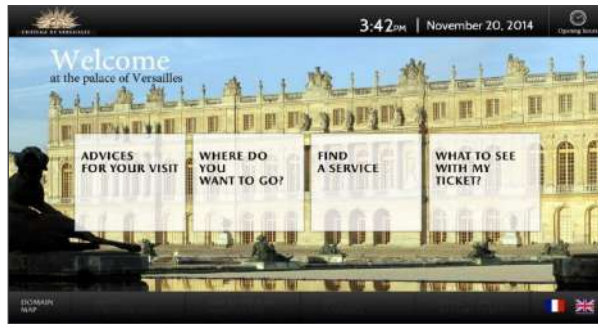 CHÂTEAU DE VERSAILLES
3:42PM | November 20, 2014
Opening hours
Welcome
at the palace of Versailles
ADVICES
FOR YOUR VISIT
WHERE DO
YOU
WANT TO GO?
FIND
A SERVICE
WHAT TO SEE
WITH MY
TICKET?
DOMAIN
MAP